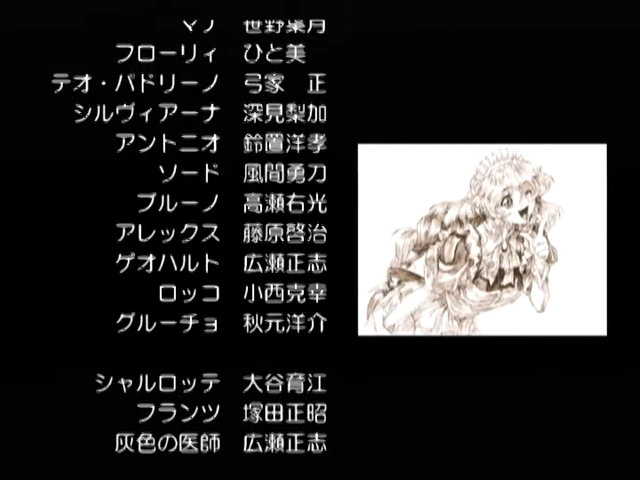 マノ　世野梟月
フローリィ　ひと美
テオ・パドリーノ　弓家　正
シルヴィアーナ　深見梨加
アントニオ　鈴置洋孝
ソード　風間勇刀
ブルーノ　高瀬右光
アレックス　藤原啓治
ゲオハルト　広瀬正志
ロッコ　小西克幸
グルーチョ　秋元洋介
シャルロッテ　大谷育江
フランツ　塚田正昭
灰色の医師　広瀬正志